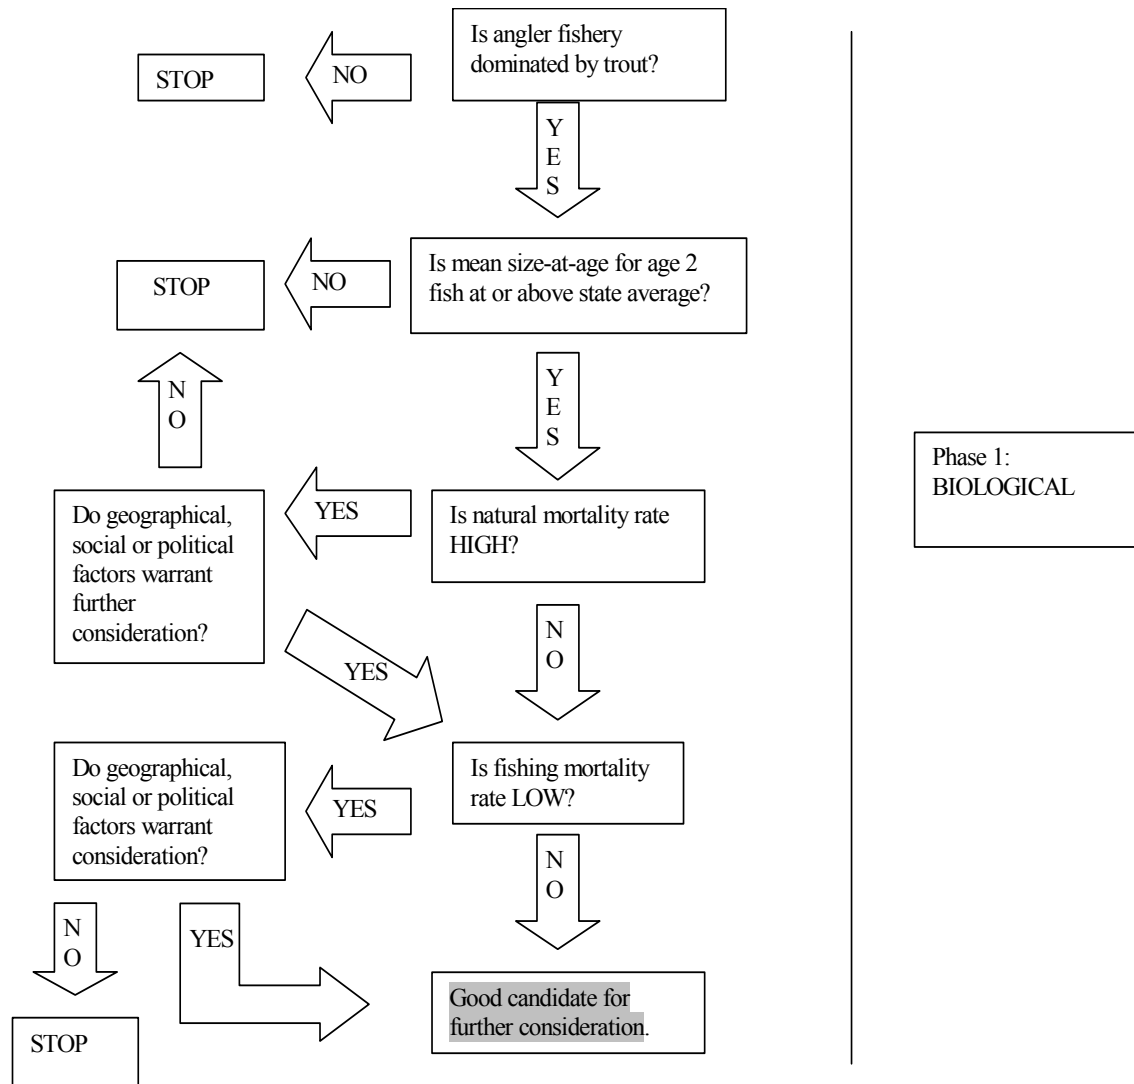 Is angler fishery
dominated by trout?
NO
STOP
Y
E
S
Is mean size-at-age for age 2
fish at or above state average?
NO
STOP
Y
E
S
N
O
Phase 1:
BIOLOGICAL
Is natural mortality rate
HIGH?
YES
Do geographical,
social or political
factors warrant
further
consideration?
N
O
YES
Is fishing mortality
rate LOW?
YES
Do geographical,
social or political
factors warrant
consideration?
N
O
N
O
YES
Good candidate for
further consideration.
STOP